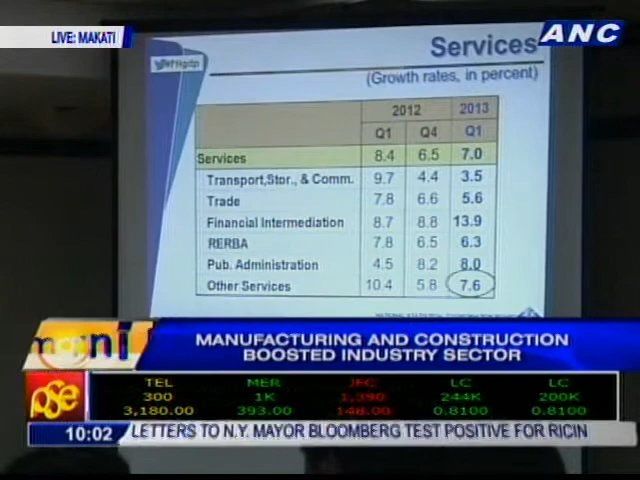 LIVE: MAKATI
ANC
Services
(Growth rates, in percent)
2012 2013
Q1 Q4 Q1
Services 8.4 6.5 7.0
Transport,Stor., & Comm. 9.7 4.4 3.5
Trade 7.8 6.6 5.6
Financial Intermediation 8.7 8.8 13.9
RERBA 7.8 6.5 6.3
Pub. Administration 4.5 8.2 8.0
Other Services 10.4 5.8 7.6
MANUFACTURING AND CONSTRUCTION
BOOSTED INDUSTRY SECTOR
pse
TEL MER JFC LC LC
300 1K 1,390 244K 200K
3,180.00 393.00 148.00 0.8100 0.8100
10:02 LETTERS TO N.Y. MAYOR BLOOMBERG TEST POSITIVE FOR RICIN